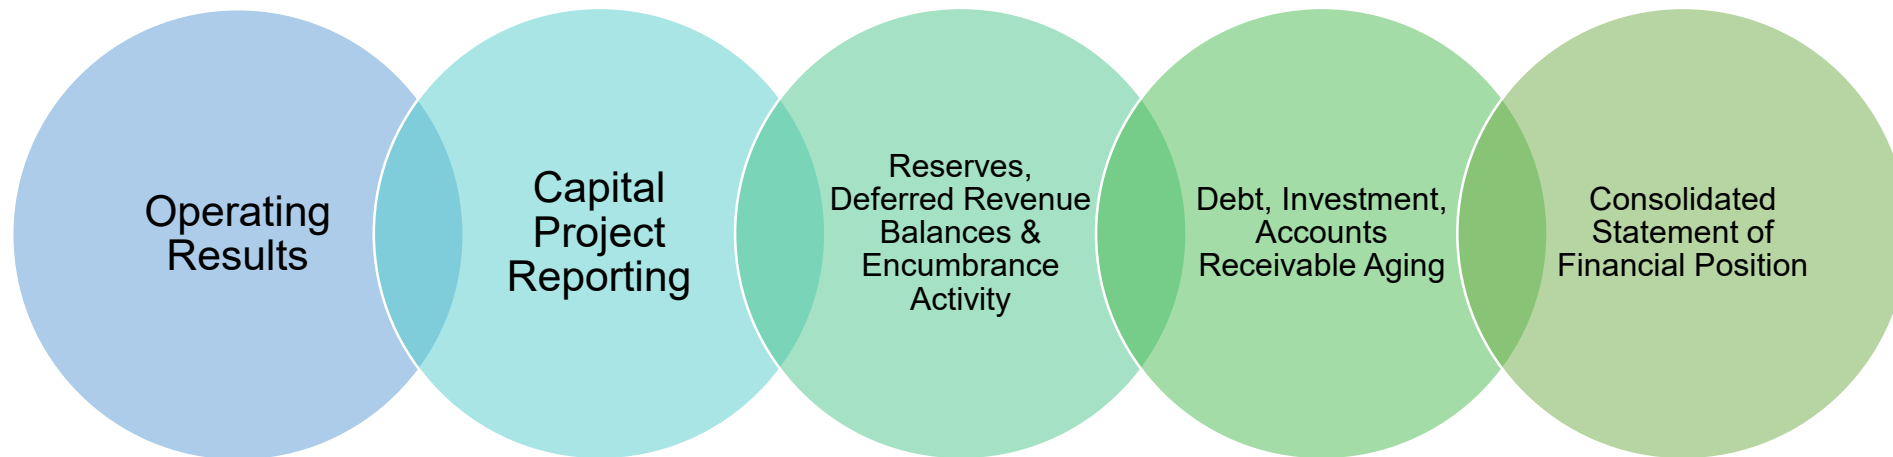 Operating
Results
Capital
Project
Reporting
Reserves,
Deferred Revenue
Balances &
Encumbrance
Activity
Debt, Investment,
Accounts
Receivable Aging
Consolidated
Statement of
Financial Position